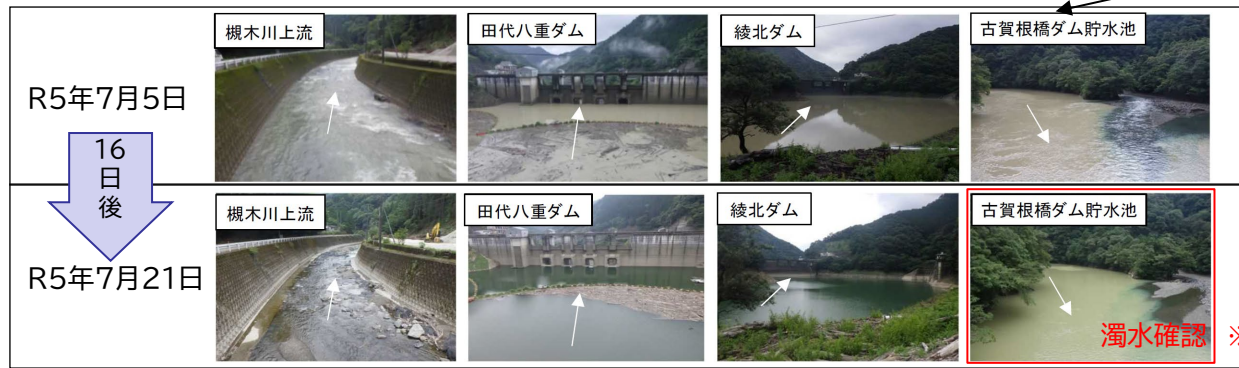 R5年7月5日
槻木川上流
田代八重ダム
綾北ダム
古賀根橋ダム貯水池
16
日
後
R5年7月21日
槻木川上流
田代八重ダム
綾北ダム
古賀根橋ダム貯水池
濁水確認 ※